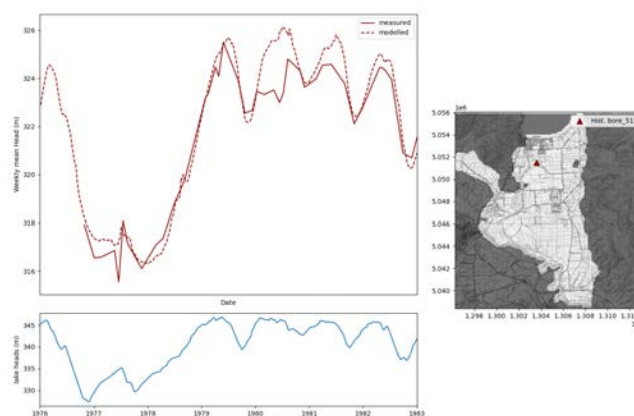 326
324
322
320
318
316
Weekly mean Head (m)
measured
modelled
Date
345
340
335
330
lake heads (m)
1976 1977 1978 1979 1980 1981 1982 1983
1e6
5.056
5.054
5.052
5.050
5.048
5.046
5.044
5.042
5.040
Hist. bore_51
1.298 1.300 1.302 1.304 1.306 1.308 1.310 1.31